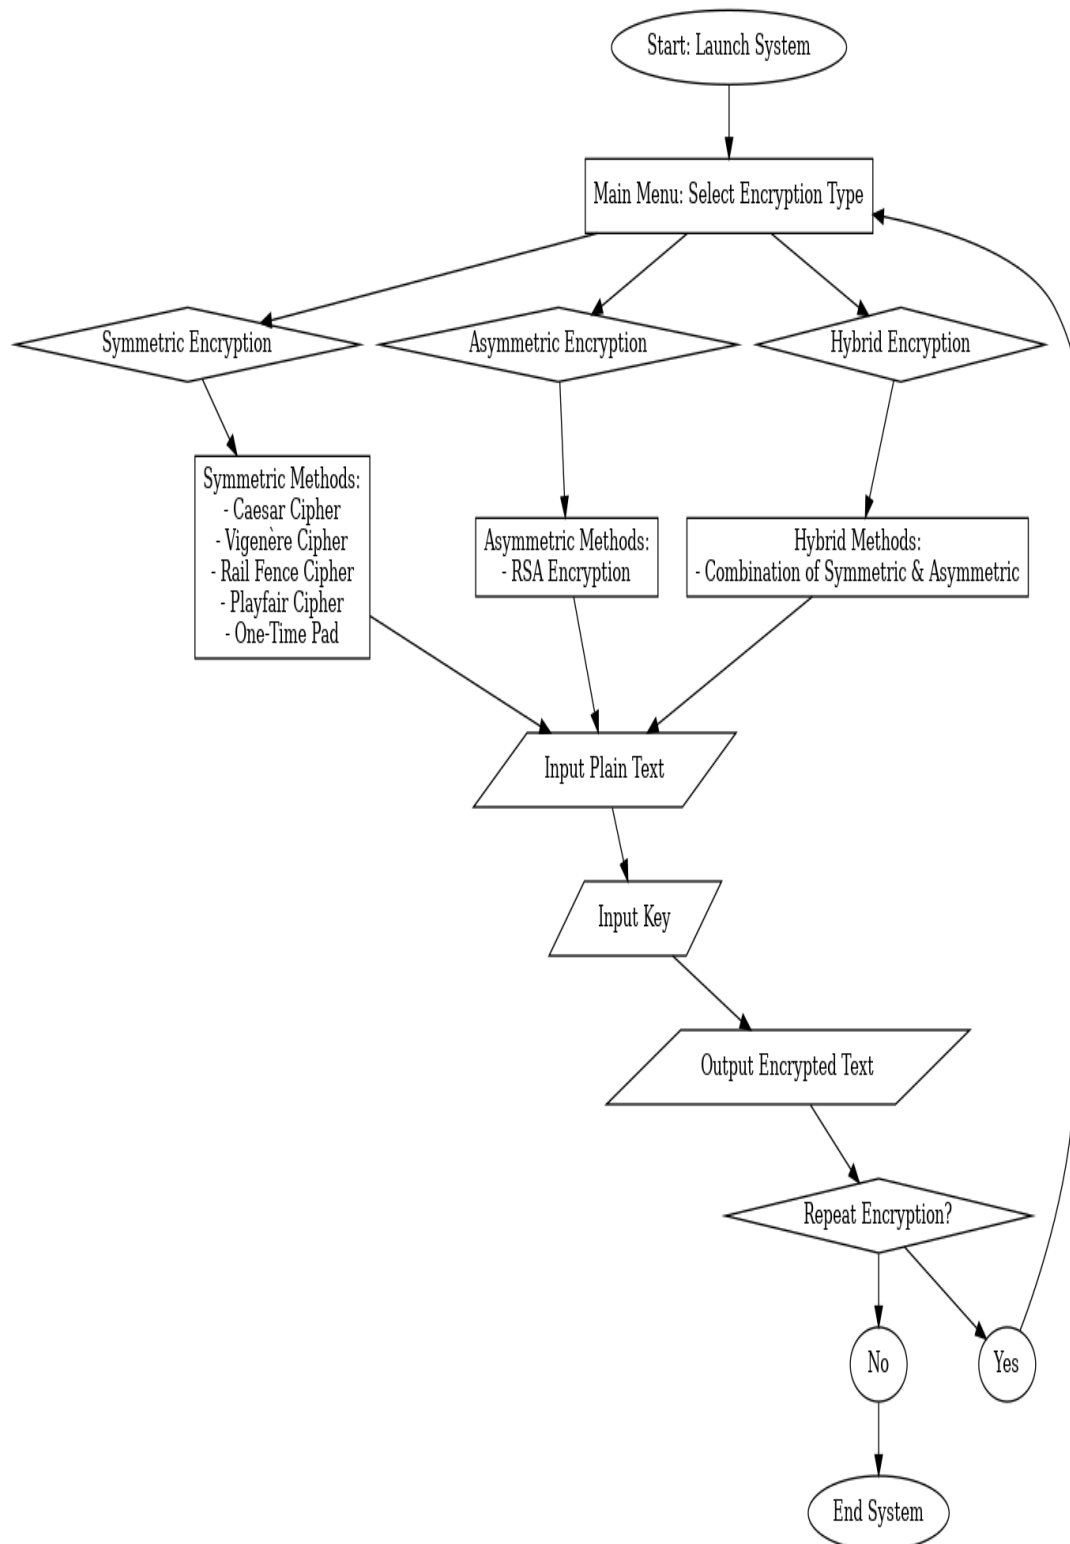 Start: Launch System
Main Menu: Select Encryption Type
Symmetric Encryption
Asymmetric Encryption
Hybrid Encryption
Symmetric Methods:
- Caesar Cipher
- Vigenère Cipher
- Rail Fence Cipher
- Playfair Cipher
- One-Time Pad
Asymmetric Methods:
- RSA Encryption
Hybrid Methods:
- Combination of Symmetric & Asymmetric
Input Plain Text
Input Key
Output Encrypted Text
Repeat Encryption?
No
Yes
End System